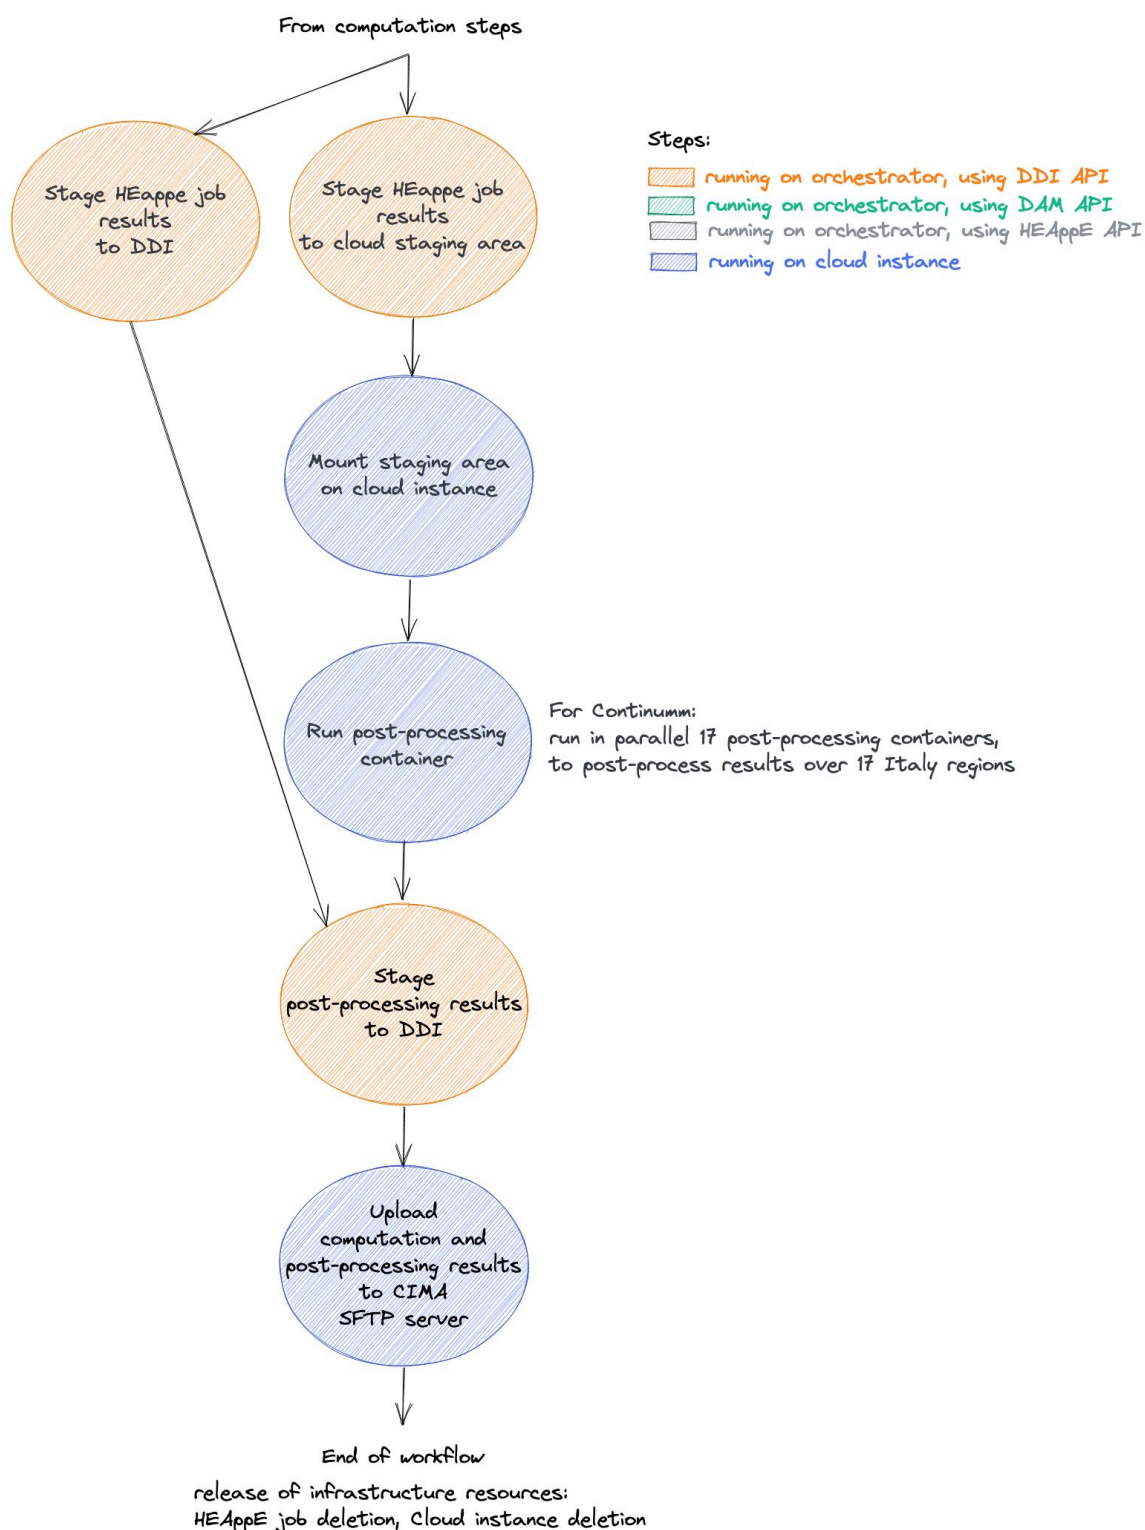 From computation steps
Stage HEappe job
results
to DDI
Stage HEappe job
results
to cloud staging area
Steps:
running on orchestrator, using DDI API
running on orchestrator, using DAM API
running on orchestrator, using HEAppE API
running on cloud instance
Mount staging area
on cloud instance
Run post-processing
container
For Continumm:
run in parallel 17 post-processing containers,
to post-process results over 17 Italy regions
Stage
post-processing results
to DDI
Upload
computation and
post-processing results
to CIMA
SFTP server
End of workflow
release of infrastructure resources:
HEAppE job deletion, Cloud instance deletion